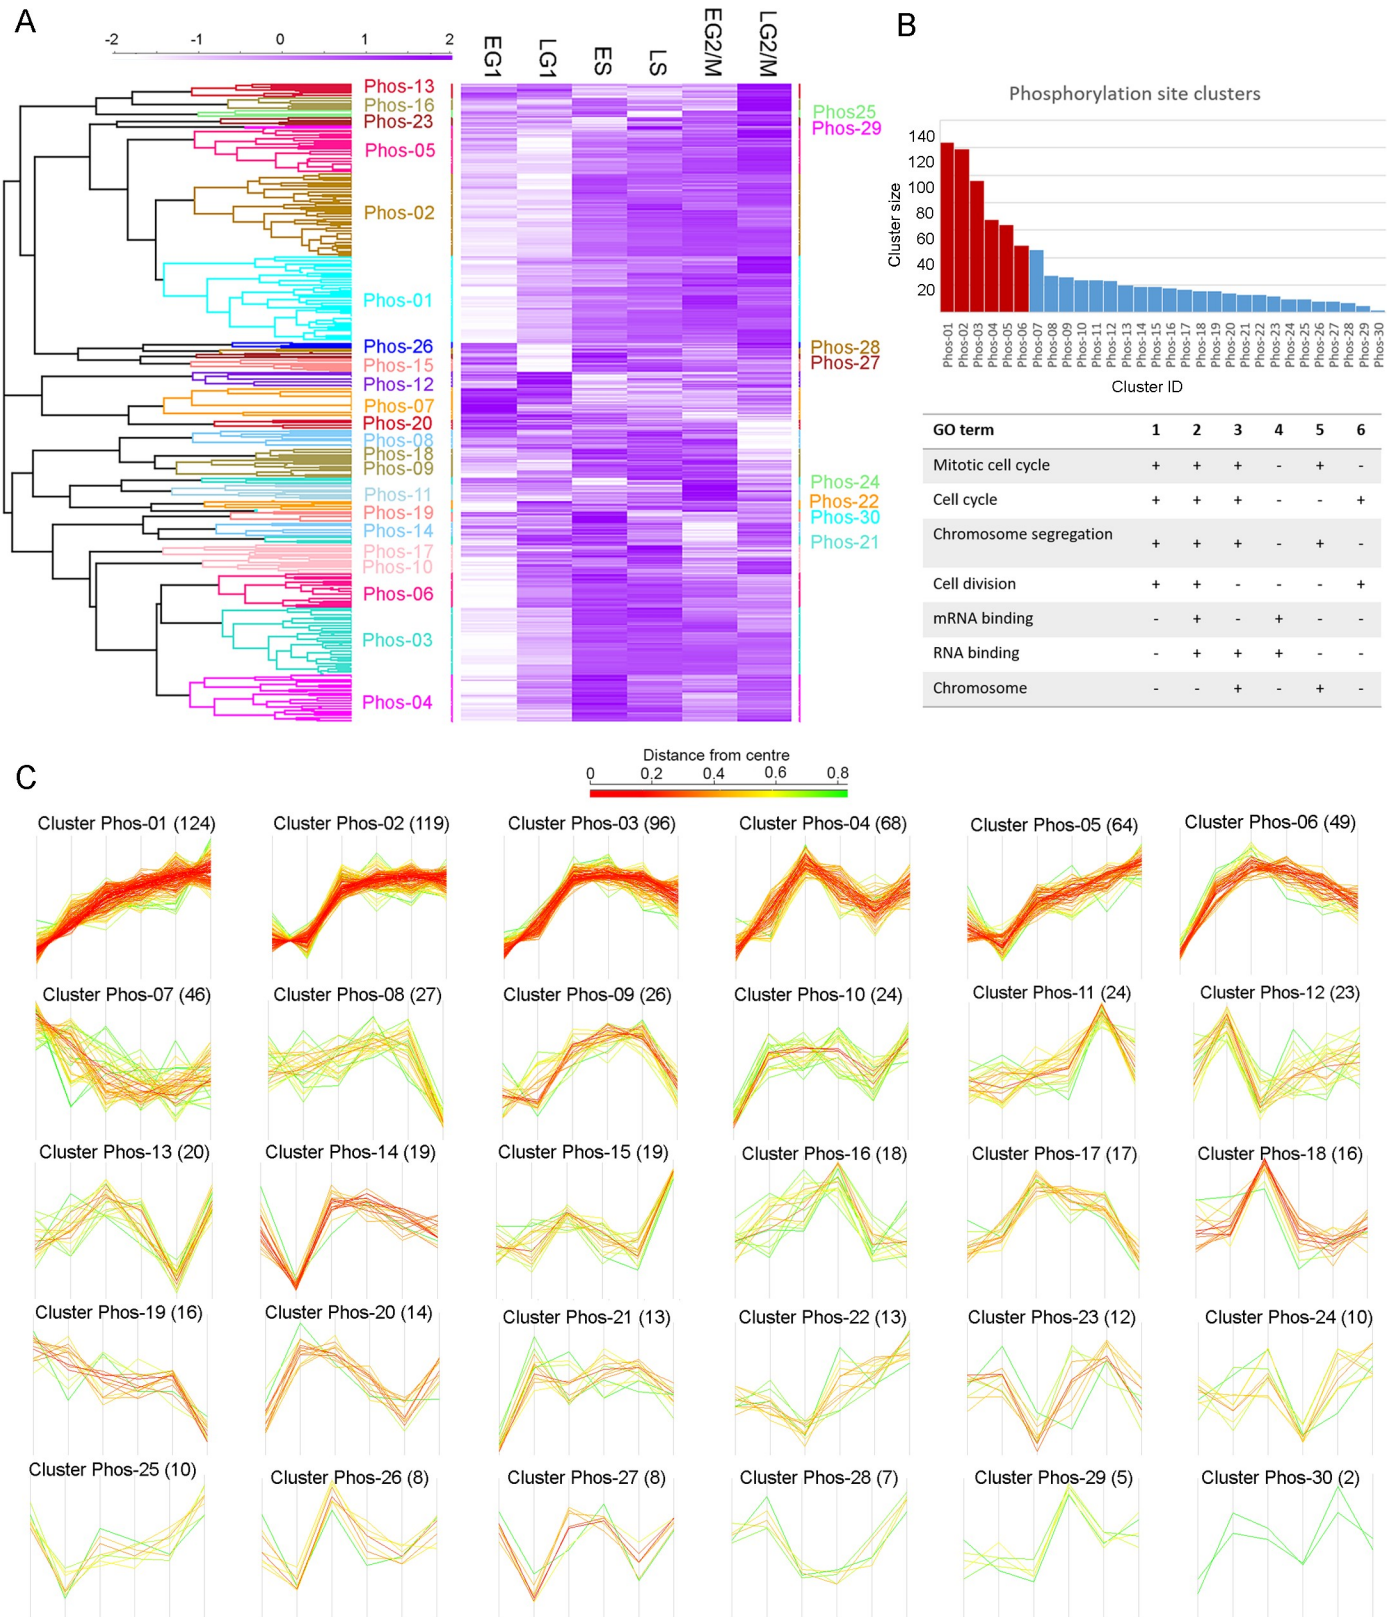 A
-2 -1 0 1 2
EG1 LG1 ES LS EG2/M LG2/M
Phos-13
Phos-16
Phos-23
Phos-05
Phos-02
Phos-01
Phos-26
Phos-15
Phos-12
Phos-07
Phos-20
Phos-08
Phos-18
Phos-09
Phos-11
Phos-19
Phos-14
Phos-17
Phos-10
Phos-06
Phos-03
Phos-04
Phos25
Phos-29
Phos-28
Phos-27
Phos-24
Phos-22
Phos-30
Phos-21
B
Phosphorylation site clusters
Cluster size
140
120
100
80
60
40
20
Phos-01 Phos-02 Phos-03 Phos-04 Phos-05 Phos-06 Phos-07 Phos-08 Phos-09 Phos-10 Phos-11 Phos-12 Phos-13 Phos-14 Phos-15 Phos-16 Phos-17 Phos-18 Phos-19 Phos-20 Phos-21 Phos-22 Phos-23 Phos-24 Phos-25 Phos-26 Phos-27 Phos-28 Phos-29 Phos-30
Cluster ID
GO term 1 2 3 4 5 6
Mitotic cell cycle + + + - + -
Cell cycle + + + - - +
Chromosome segregation + + + - + -
Cell division + + - - - +
mRNA binding - + - + - -
RNA binding - + + + - -
Chromosome - - + - + -
C
Distance from centre
0 0,2 0,4 0,6 0,8
Cluster Phos-01 (124) Cluster Phos-02 (119) Cluster Phos-03 (96) Cluster Phos-04 (68) Cluster Phos-05 (64) Cluster Phos-06 (49)
Cluster Phos-07 (46) Cluster Phos-08 (27) Cluster Phos-09 (26) Cluster Phos-10 (24) Cluster Phos-11 (24) Cluster Phos-12 (23)
Cluster Phos-13 (20) Cluster Phos-14 (19) Cluster Phos-15 (19) Cluster Phos-16 (18) Cluster Phos-17 (17) Cluster Phos-18 (16)
Cluster Phos-19 (16) Cluster Phos-20 (14) Cluster Phos-21 (13) Cluster Phos-22 (13) Cluster Phos-23 (12) Cluster Phos-24 (10)
Cluster Phos-25 (10) Cluster Phos-26 (8) Cluster Phos-27 (8) Cluster Phos-28 (7) Cluster Phos-29 (5) Cluster Phos-30 (2)